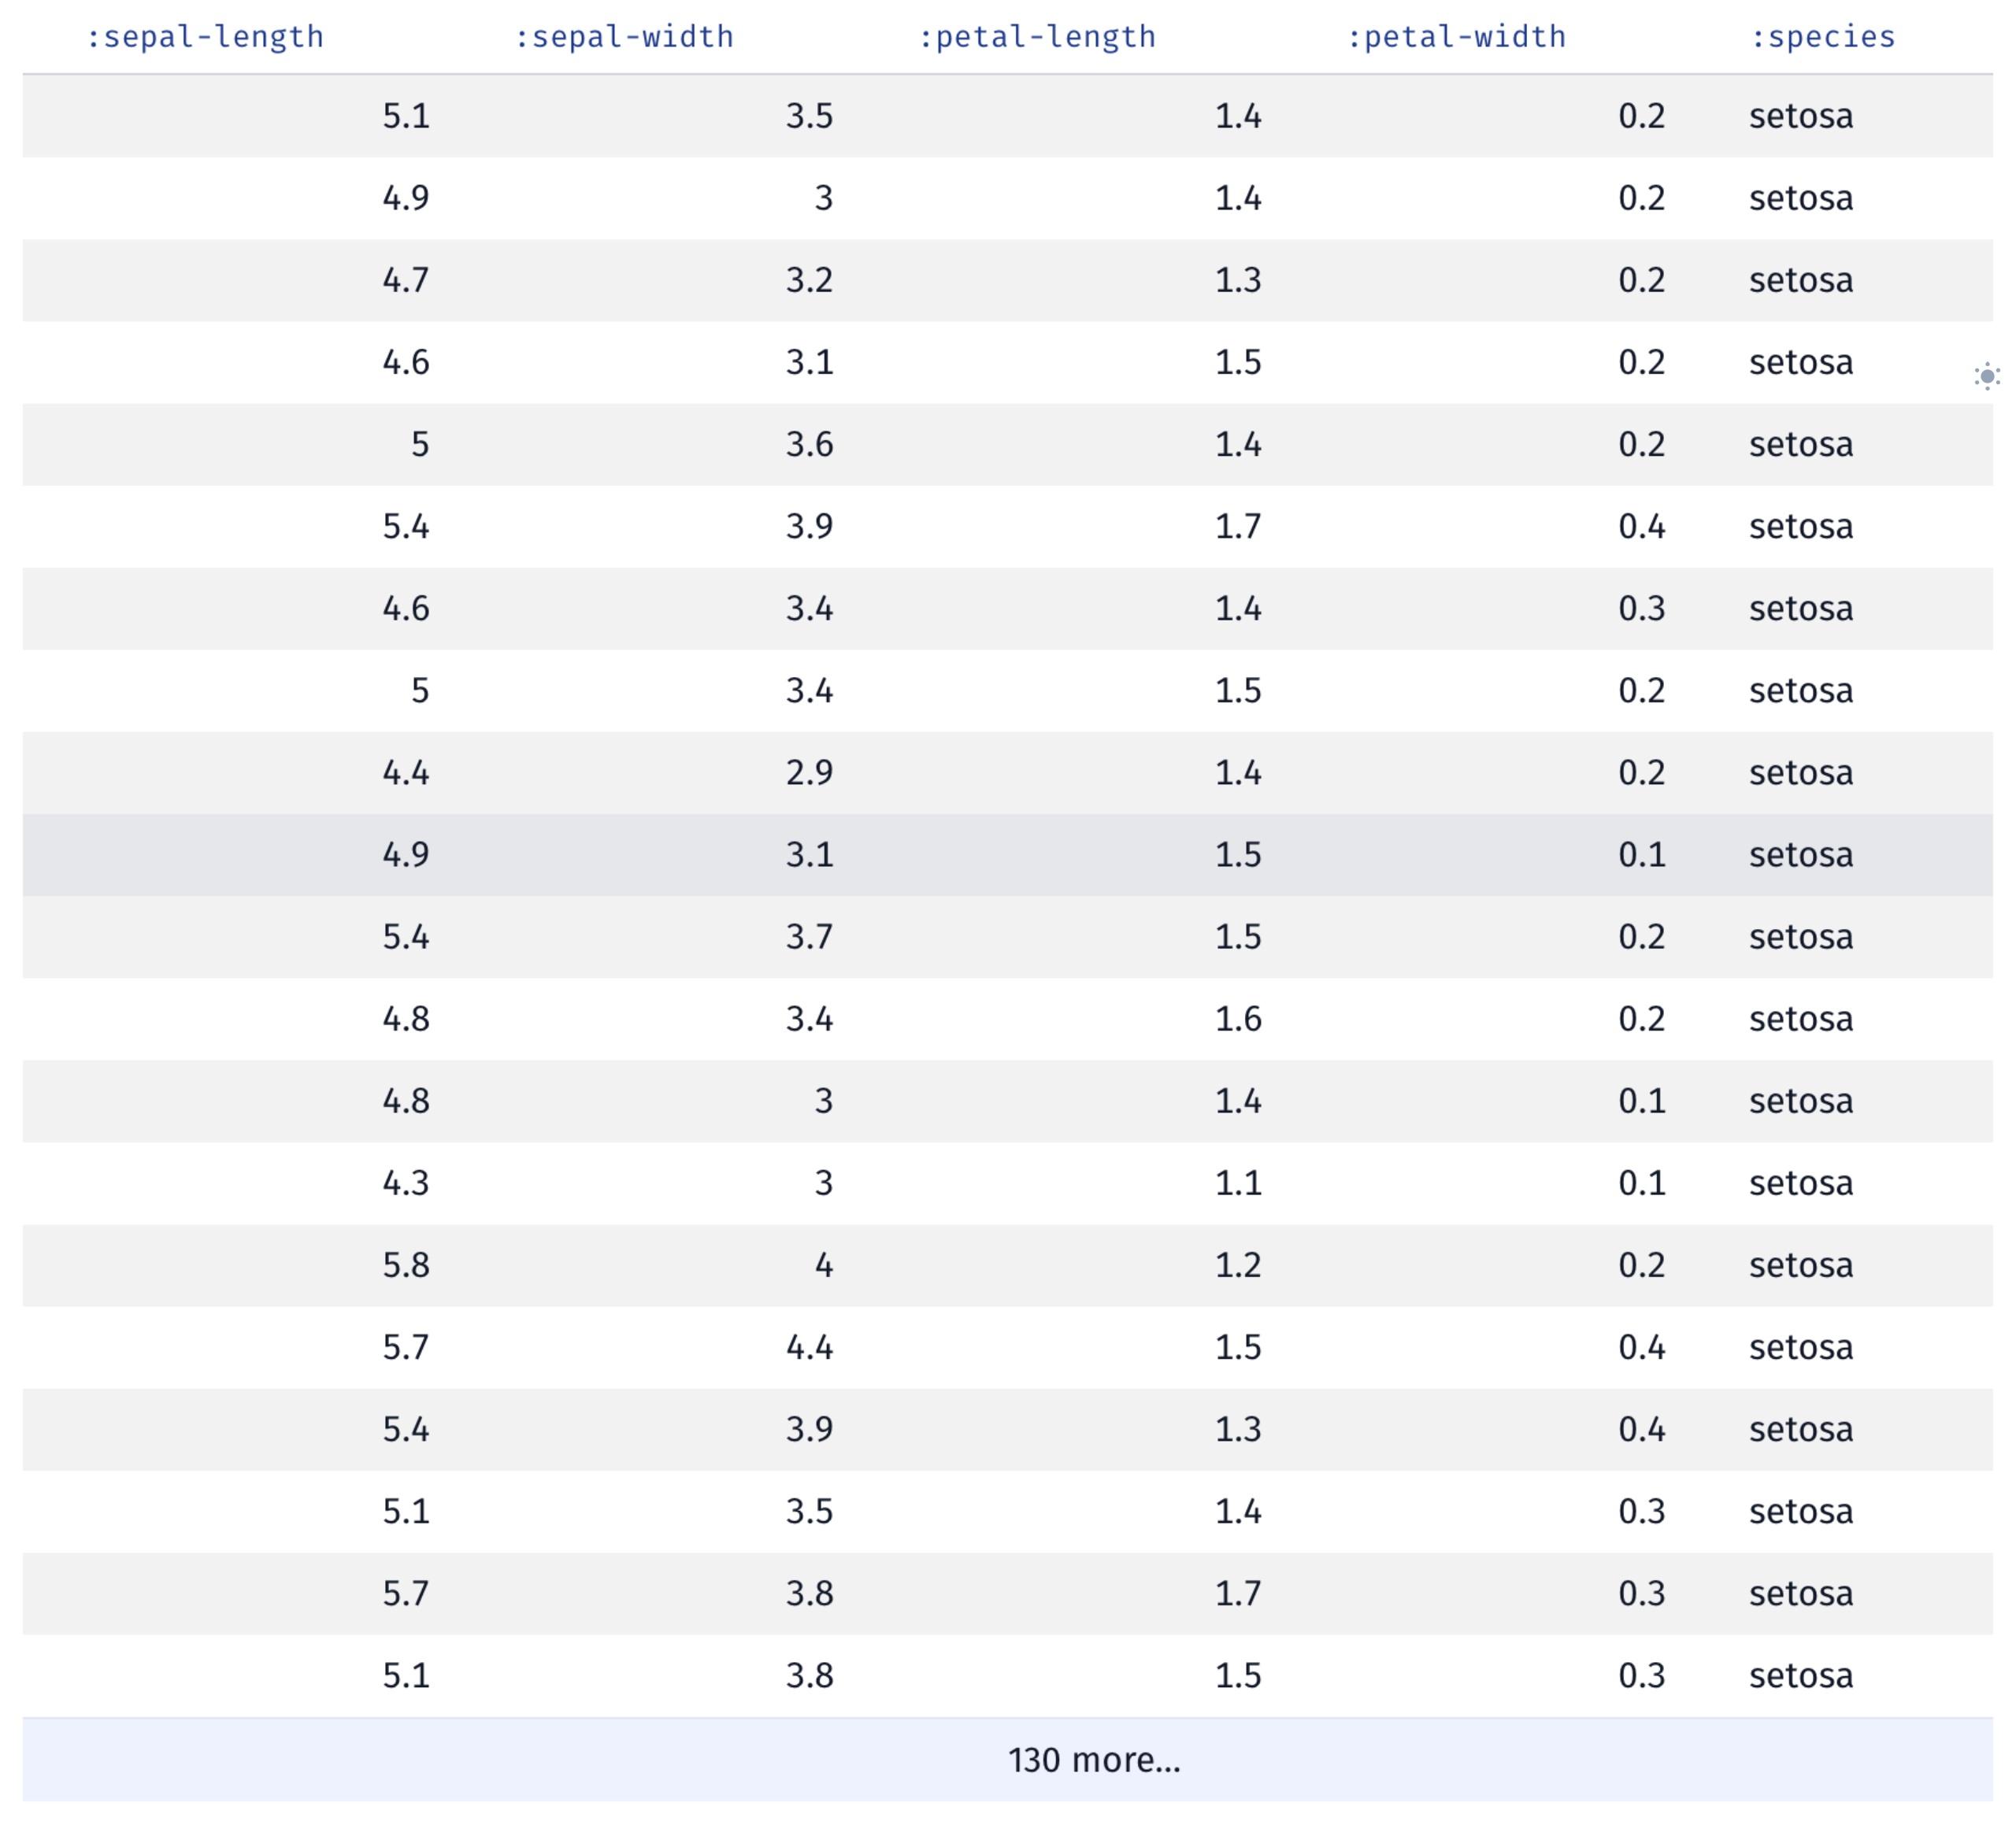 :sepal-length :sepal-width :petal-length :petal-width :species
5.1 3.5 1.4 0.2 setosa
4.9 3 1.4 0.2 setosa
4.7 3.2 1.3 0.2 setosa
4.6 3.1 1.5 0.2 setosa
5 3.6 1.4 0.2 setosa
5.4 3.9 1.7 0.4 setosa
4.6 3.4 1.4 0.3 setosa
5 3.4 1.5 0.2 setosa
4.4 2.9 1.4 0.2 setosa
4.9 3.1 1.5 0.1 setosa
5.4 3.7 1.5 0.2 setosa
4.8 3.4 1.6 0.2 setosa
4.8 3 1.4 0.1 setosa
4.3 3 1.1 0.1 setosa
5.8 4 1.2 0.2 setosa
5.7 4.4 1.5 0.4 setosa
5.4 3.9 1.3 0.4 setosa
5.1 3.5 1.4 0.3 setosa
5.7 3.8 1.7 0.3 setosa
5.1 3.8 1.5 0.3 setosa
130 more...